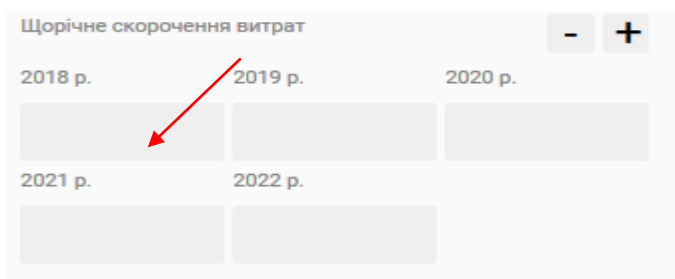 Щорічне скорочення витрат - +
2018 р. 2019 р. 2020 р.
2021 р. 2022 р.